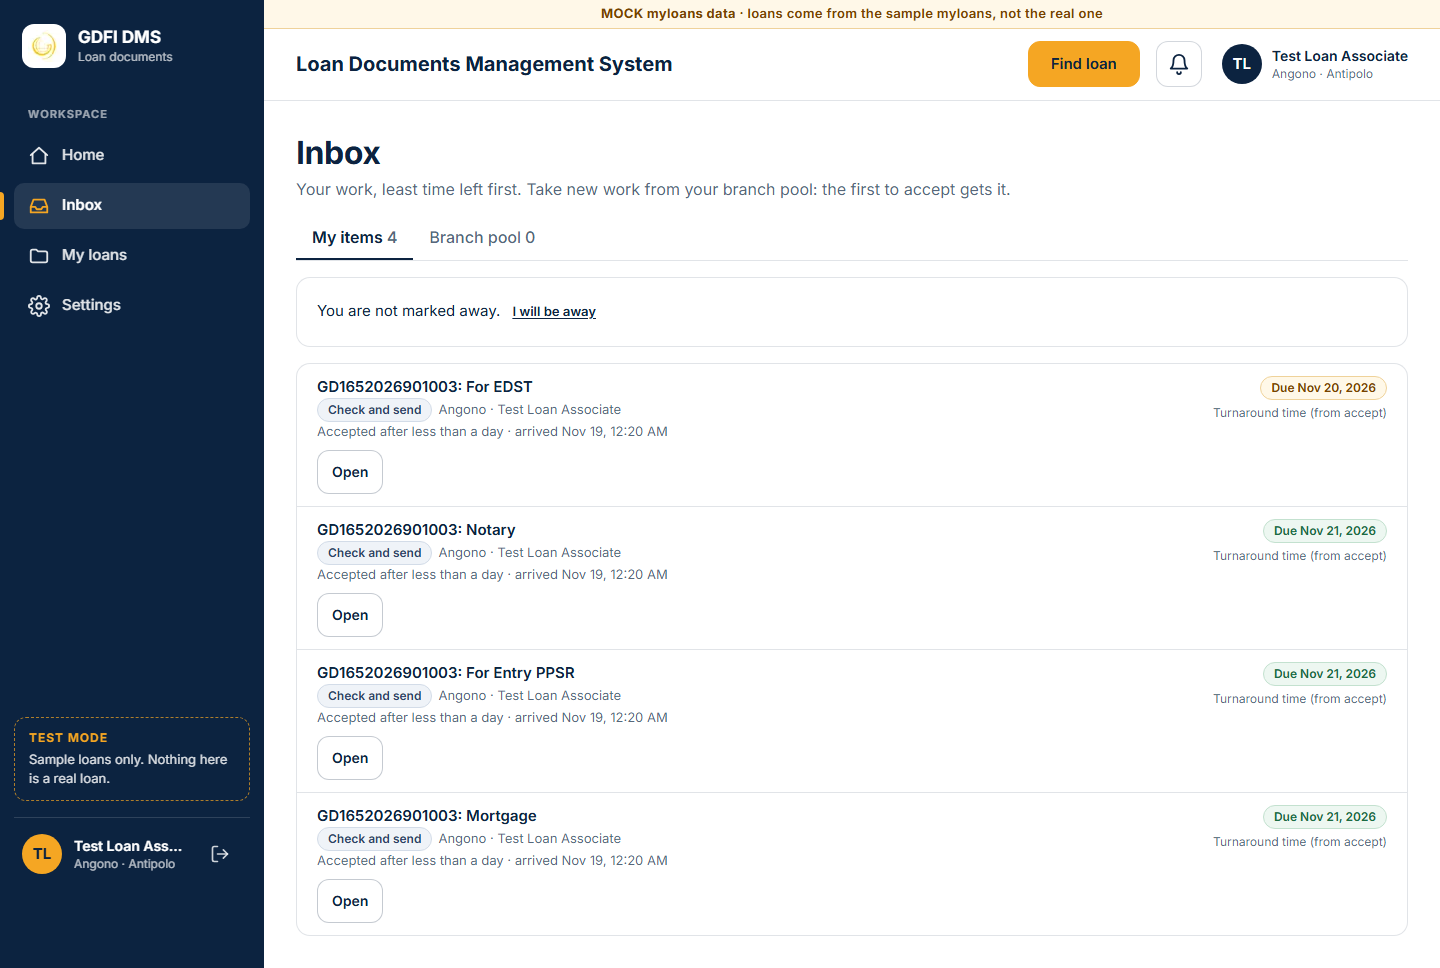 GDFI DMS
Loan documents
WORKSPACE
Home
Inbox
My loans
Settings
TEST MODE
Sample loans only. Nothing here
is a real loan.
TL
Test Loan Ass...
Angono · Antipolo
MOCK myloans data · loans come from the sample myloans, not the real one
Loan Documents Management System
Find loan
TL
Test Loan Associate
Angono · Antipolo
Inbox
Your work, least time left first. Take new work from your branch pool: the first to accept gets it.
My items 4
Branch pool 0
You are not marked away. I will be away
GD1652026901003: For EDST
Due Nov 20, 2026
Check and send Angono · Test Loan Associate
Turnaround time (from accept)
Accepted after less than a day · arrived Nov 19, 12:20 AM
Open
GD1652026901003: Notary
Due Nov 21, 2026
Check and send Angono · Test Loan Associate
Turnaround time (from accept)
Accepted after less than a day · arrived Nov 19, 12:20 AM
Open
GD1652026901003: For Entry PPSR
Due Nov 21, 2026
Check and send Angono · Test Loan Associate
Turnaround time (from accept)
Accepted after less than a day · arrived Nov 19, 12:20 AM
Open
GD1652026901003: Mortgage
Due Nov 21, 2026
Check and send Angono · Test Loan Associate
Turnaround time (from accept)
Accepted after less than a day · arrived Nov 19, 12:20 AM
Open